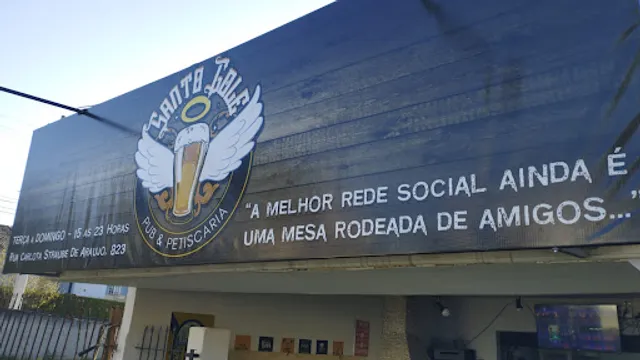 SANTO GOLE
PUB & PETISCARIA
TERÇA A DOMINGO - 15 ÀS 23 HORAS
RUA CARLOTA STRAUBE DE ARAUJO, 823
"A MELHOR REDE SOCIAL AINDA É
UMA MESA RODEADA DE AMIGOS...